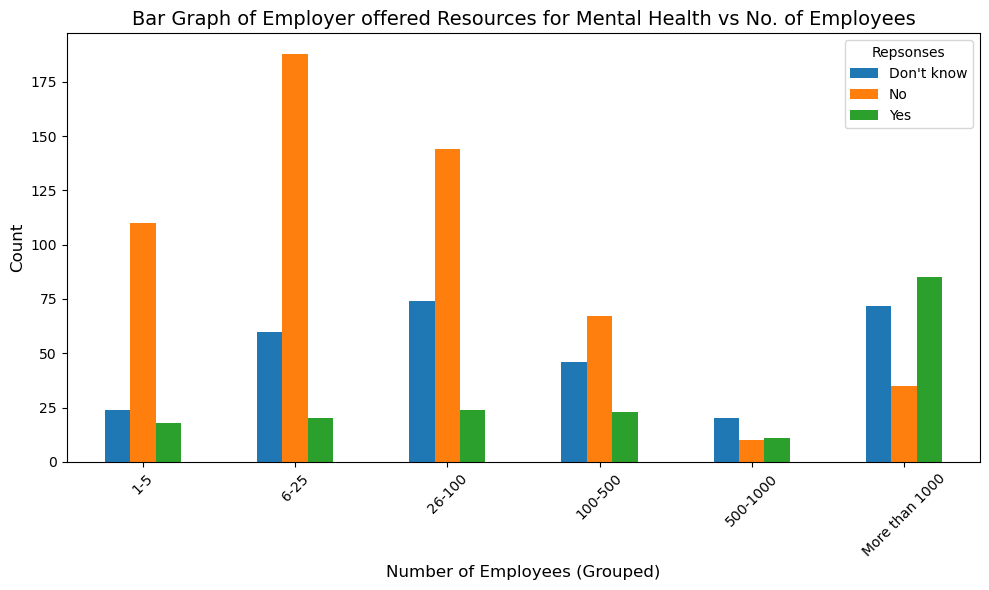 Bar Graph of Employer offered Resources for Mental Health vs No. of Employees
Repsonses
Don't know
No
Yes
Count
175
150
125
100
75
50
25
0
1-5
6-25
26-100
100-500
500-1000
More than 1000
Number of Employees (Grouped)